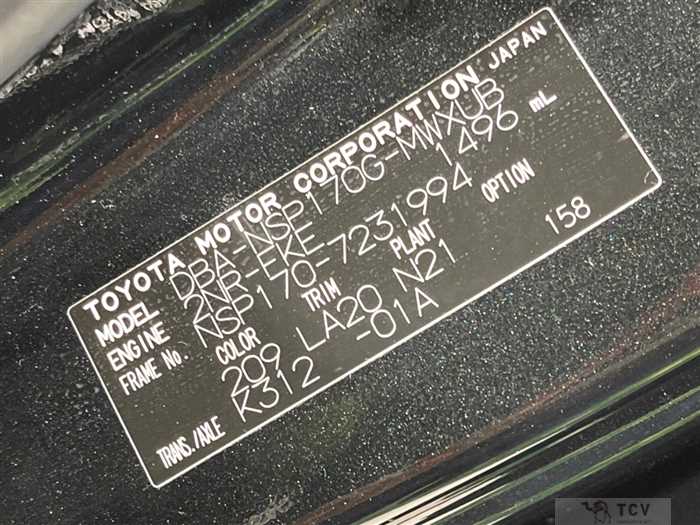 TOYOTA MOTOR CORPORATION JAPAN
MODEL DBA-NSP170G-MWXUB
ENGINE 2NR-FKE 1496 mL
FRAME No. NSP170-7231994
COLOR TRIM PLANT OPTION
209 LA20 N21 158
TRANS./AXLE K312 -01A
TCV